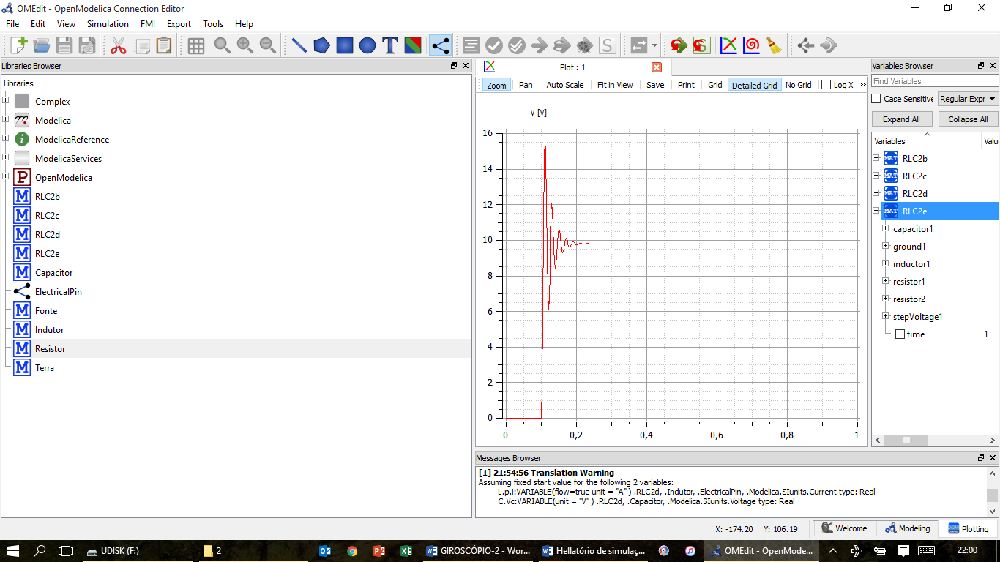 OMEdit - OpenModelica Connection Editor
File Edit View Simulation FMI Export Tools Help
Libraries Browser
Libraries
Complex
Modelica
ModelicaReference
ModelicaServices
P OpenModelica
M RLC2b
M RLC2c
M RLC2d
M RLC2e
M Capacitor
ElectricalPin
M Fonte
M Indutor
M Resistor
M Terra
Plot : 1
Zoom Pan Auto Scale Fit in View Save Print Grid Detailed Grid No Grid Log X »
V [V]
16
14
12
10
8
6
4
2
0
0 0,2 0,4 0,6 0,8 1
Variables Browser
Find Variables
Case Sensitive Regular Expr
Expand All Collapse All
Variables Valu
MAT RLC2b
MAT RLC2c
MAT RLC2d
MAT RLC2e
capacitor1
ground1
inductor1
resistor1
resistor2
stepVoltage1
time 1
Messages Browser
[1] 21:54:56 Translation Warning
Assuming fixed start value for the following 2 variables:
L.p.i:VARIABLE(flow=true unit = "A" ) .RLC2d, .Indutor, .ElectricalPin, .Modelica.SIunits.Current type: Real
C.Vc:VARIABLE(unit = "V" ) .RLC2d, .Capacitor, .Modelica.SIunits.Voltage type: Real
X: -174.20 Y: 106.19 Welcome Modeling Plotting
UDISK (F:) 2 GIROSCÓPIO-2 - Wor... Hellatório de simulaç... OMEdit - OpenMode... 22:00